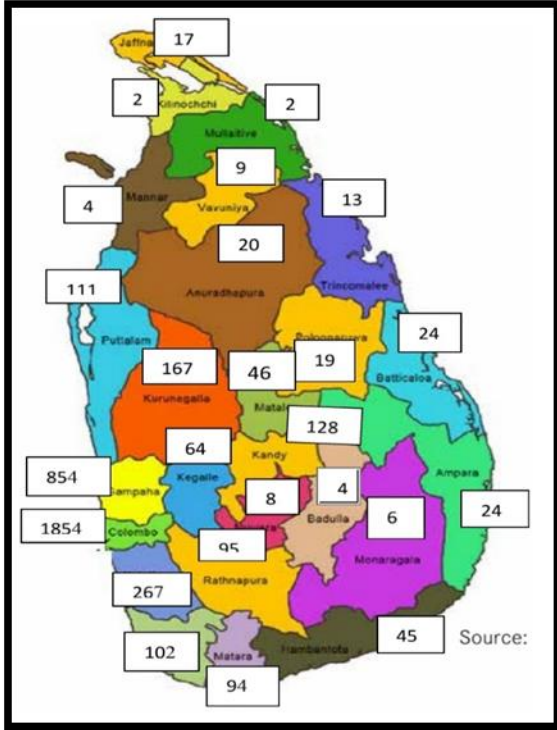 17
Jaffna
2
Kilinochchi
2
Mullaitive
9
4
Mannar
Vavuniya
13
20
Trincomalee
111
Anuradhapura
Puttalam
24
19
Batticaloa
167
46
Kurunegalla
Matale
128
64
Kandy
854
Kegalle
Ampara
4
8
24
1854
Colombo
Badulla
6
95
Monaragala
267
Rathnapura
45
Source:
102
Matara
Hambantota
94